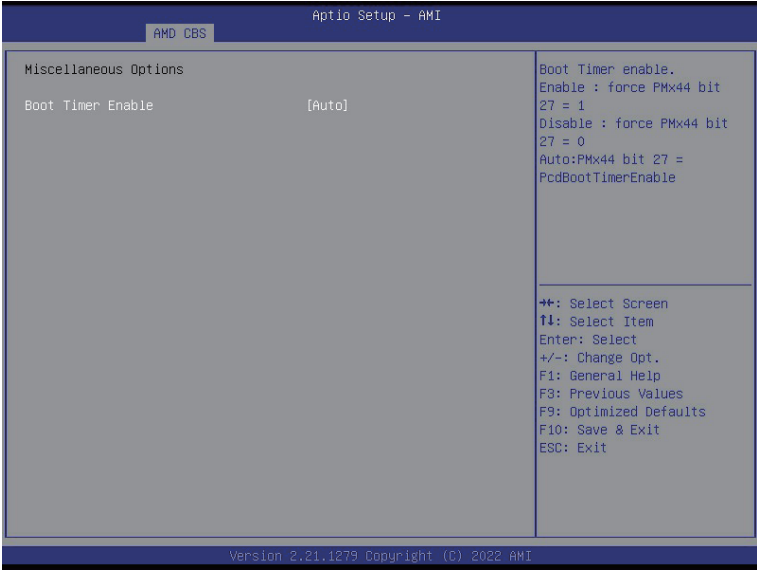 Aptio Setup – AMI
AMD CBS
Miscellaneous Options
Boot Timer Enable [Auto]
Boot Timer enable.
Enable : force PMx44 bit
27 = 1
Disable : force PMx44 bit
27 = 0
Auto:PMx44 bit 27 =
PcdBootTimerEnable
→←: Select Screen
↑↓: Select Item
Enter: Select
+/-: Change Opt.
F1: General Help
F3: Previous Values
F9: Optimized Defaults
F10: Save & Exit
ESC: Exit
Version 2.21.1279 Copyright (C) 2022 AMI